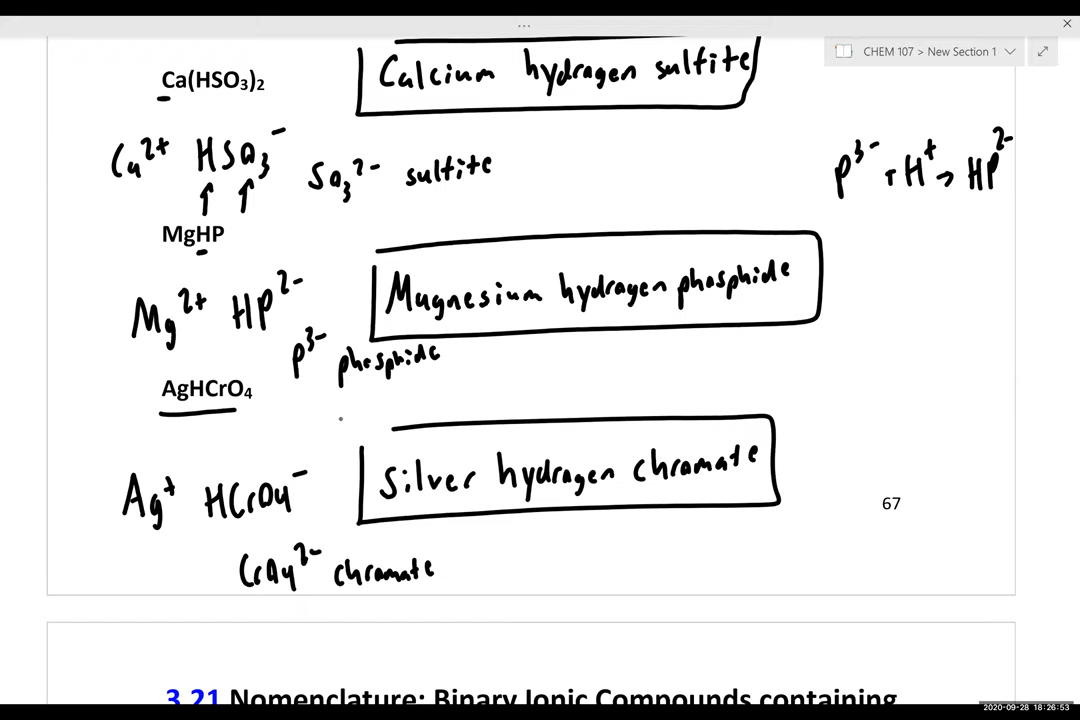 CHEM 107 > New Section 1
Ca(HSO3)2
Calcium hydrogen sulfite
Ca2+ HSO3-
SO32- sulfite
P3- + H+ → HP2-
MgHP
Mg2+ HP2-
Magnesium hydrogen phosphide
P3- phosphide
AgHCrO4
Ag+ HCrO4-
Silver hydrogen chromate
67
CrO42- chromate
3.21 Nomenclature: Binary Ionic Compounds containing
2020-09-28 18:26:53